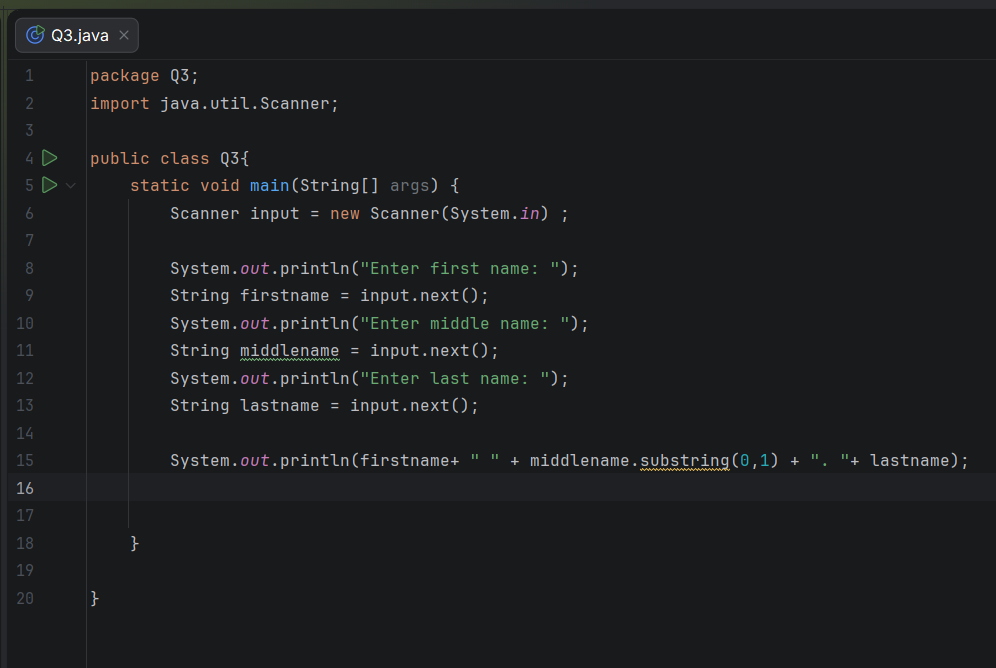 Q3.java
1 package Q3;
2 import java.util.Scanner;
3
4 public class Q3{
5 static void main(String[] args) {
6 Scanner input = new Scanner(System.in) ;
7
8 System.out.println("Enter first name: ");
9 String firstname = input.next();
10 System.out.println("Enter middle name: ");
11 String middlename = input.next();
12 System.out.println("Enter last name: ");
13 String lastname = input.next();
14
15 System.out.println(firstname+ " " + middlename.substring(0,1) + ". "+ lastname);
16
17
18 }
19
20 }